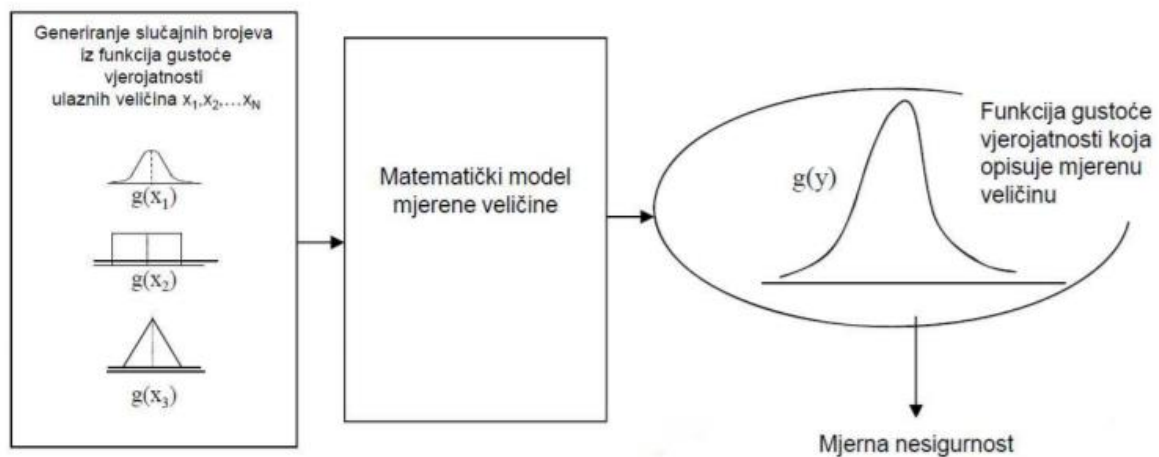 Generiranje slučajnih brojeva
iz funkcija gustoće
vjerojatnosti
ulaznih veličina x₁,x₂,....x_N
g(x₁)
g(x₂)
g(x₃)
Matematički model
mjerene veličine
g(y)
Funkcija gustoće
vjerojatnosti koja
opisuje mjerenu
veličinu
Mjerna nesigurnost